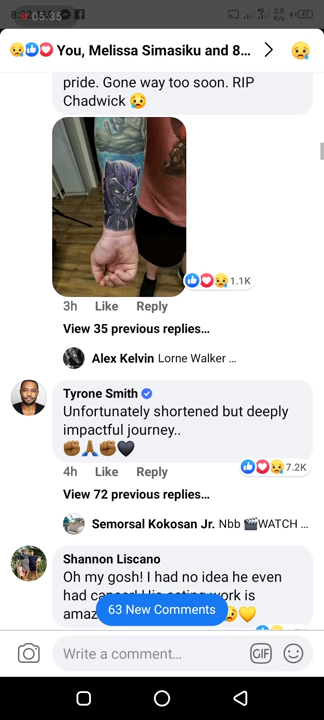 05:35
You, Melissa Simasiku and 8...
pride. Gone way too soon. RIP
Chadwick 😥
1.1K
3h Like Reply
View 35 previous replies...
Alex Kelvin Lorne Walker ...
Tyrone Smith
Unfortunately shortened but deeply
impactful journey..
✊🏾🙏🏾✊🏾🖤
7.2K
4h Like Reply
View 72 previous replies...
Semorsal Kokosan Jr. Nbb 🎬WATCH ...
Shannon Liscano
Oh my gosh! I had no idea he even
had cancer! His acting work is
63 New Comments
Write a comment...
GIF